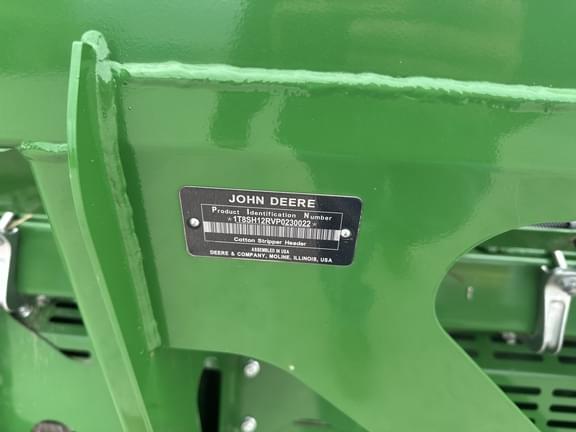 JOHN DEERE
Product Identification Number
*1T8SH12RVP0230022*
Cotton Stripper Header
ASSEMBLED IN USA
DEERE & COMPANY, MOLINE, ILLINOIS, USA